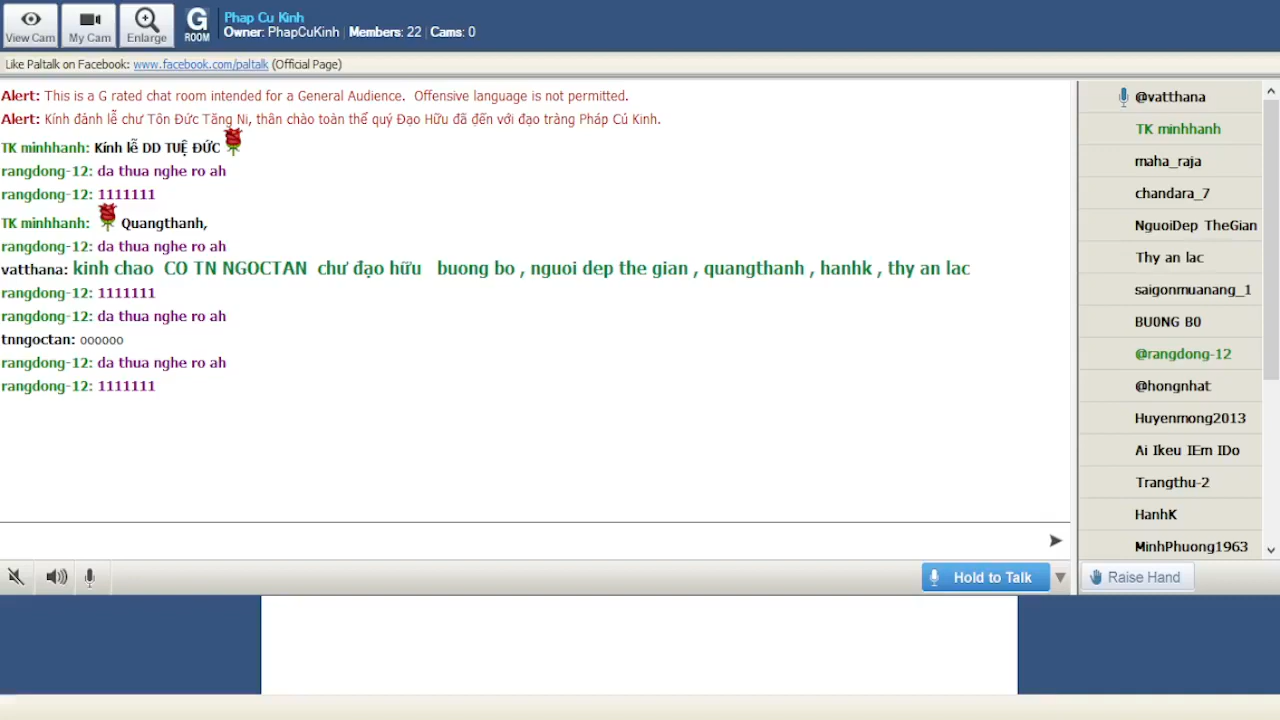 View Cam
My Cam
Enlarge
G
ROOM
Phap Cu Kinh
Owner: PhapCuKinh | Members: 22 | Cams: 0
Like Paltalk on Facebook: www.facebook.com/paltalk (Official Page)
Alert: This is a G rated chat room intended for a General Audience.  Offensive language is not permitted.
Alert: Kính đảnh lễ chư Tôn Đức Tăng Ni, thân chào toàn thể quý Đạo Hữu đã đến với đạo tràng Pháp Cú Kinh.
TK minhhanh: Kính lễ DD TUỆ ĐỨC
rangdong-12: da thua nghe ro ah
rangdong-12: 1111111
TK minhhanh: Quangthanh,
rangdong-12: da thua nghe ro ah
vatthana: kinh chao  CO TN NGOCTAN  chư đạo hữu   buong bo , nguoi dep the gian , quangthanh , hanhk , thy an lac
rangdong-12: 1111111
rangdong-12: da thua nghe ro ah
tnngoctan: oooooo
rangdong-12: da thua nghe ro ah
rangdong-12: 1111111
@vatthana
TK minhhanh
maha_raja
chandara_7
NguoiDep TheGian
Thy an lac
saigonmuanang_1
BU0NG B0
@rangdong-12
@hongnhat
Huyenmong2013
Ai Ikeu IEm IDo
Trangthu-2
HanhK
MinhPhuong1963
Hold to Talk
Raise Hand